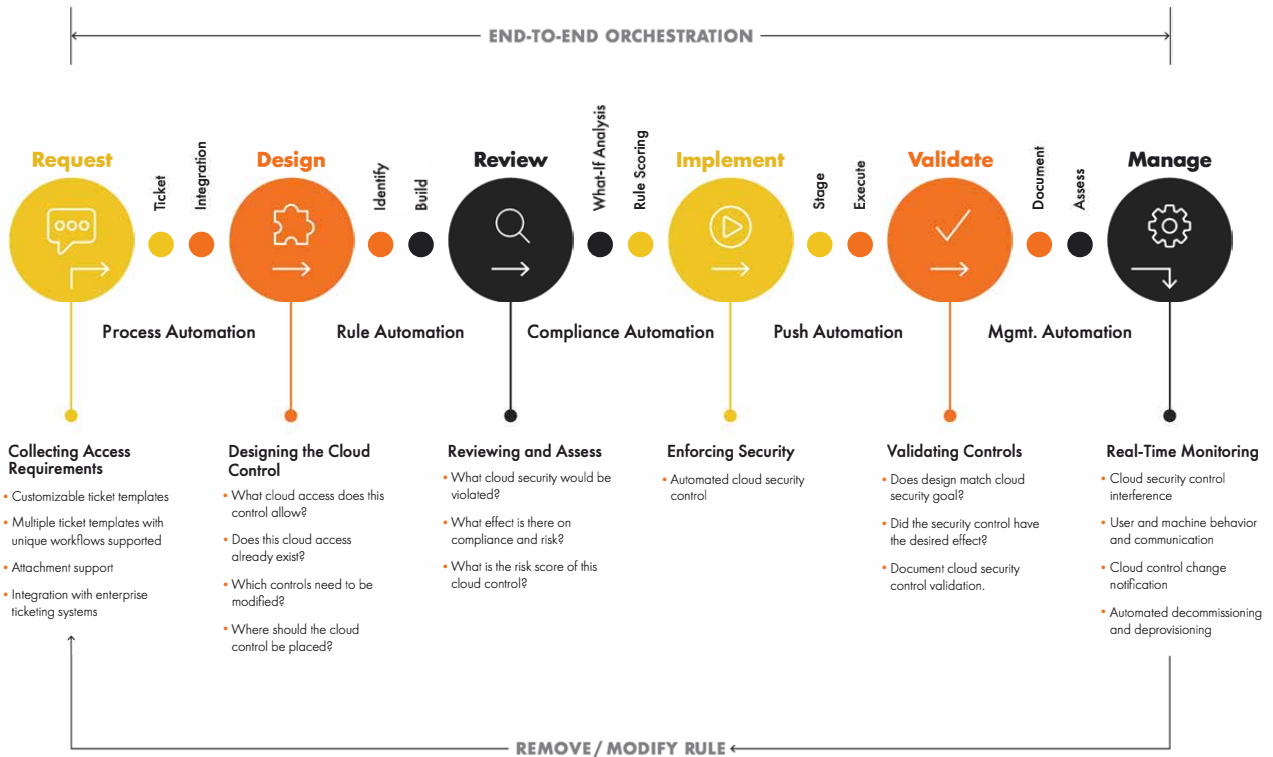 END-TO-END ORCHESTRATION
Request
Ticket
Integration
Design
Identify
Build
Review
What-If Analysis
Rule Scoring
Implement
Stage
Execute
Validate
Document
Assess
Manage
Process Automation
Rule Automation
Compliance Automation
Push Automation
Mgmt. Automation
Collecting Access
Requirements
• Customizable ticket templates
• Multiple ticket templates with
unique workflows supported
• Attachment support
• Integration with enterprise
ticketing systems
Designing the Cloud
Control
• What cloud access does this
control allow?
• Does this cloud access
already exist?
• Which controls need to be
modified?
• Where should the cloud
control be placed?
Reviewing and Assess
• What cloud security would be
violated?
• What effect is there on
compliance and risk?
• What is the risk score of this
cloud control?
Enforcing Security
• Automated cloud security
control
Validating Controls
• Does design match cloud
security goal?
• Did the security control have
the desired effect?
• Document cloud security
control validation.
Real-Time Monitoring
• Cloud security control
interference
• User and machine behavior
and communication
• Cloud control change
notification
• Automated decommissioning
and deprovisioning
REMOVE/MODIFY RULE